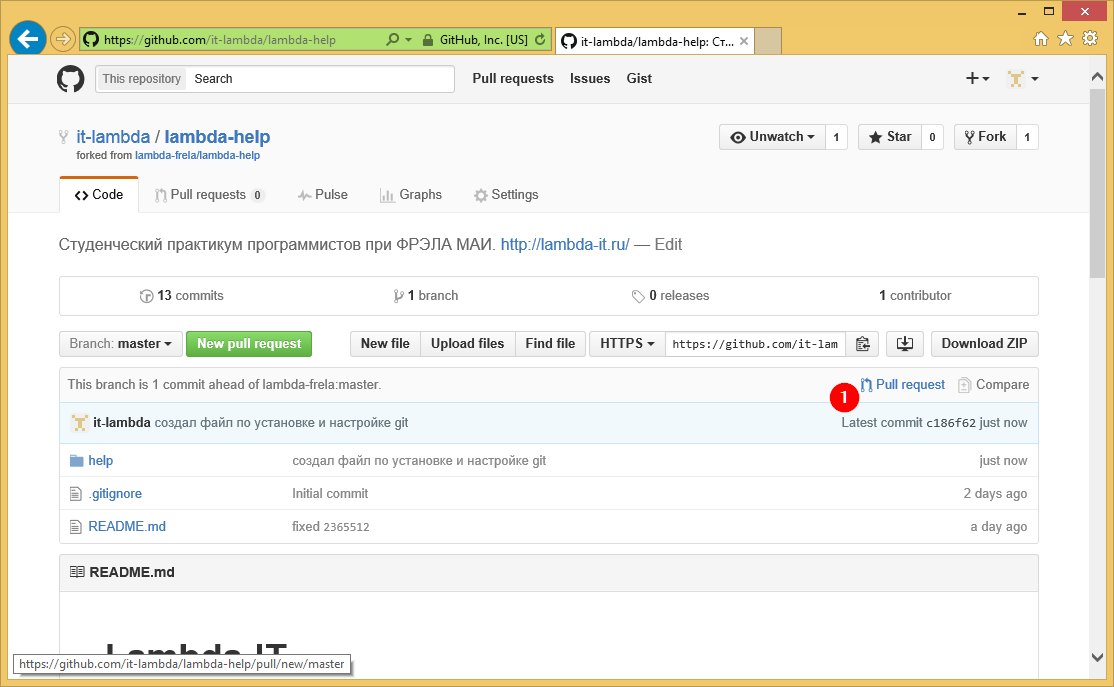 https://github.com/it-lambda/lambda-help GitHub, Inc. [US] it-lambda/lambda-help: Ст...
This repository Search Pull requests Issues Gist
it-lambda / lambda-help Unwatch 1 Star 0 Fork 1
forked from lambda-frela/lambda-help
Code Pull requests 0 Pulse Graphs Settings
Студенческий практикум программистов при ФРЭЛА МАИ. http://lambda-it.ru/ — Edit
13 commits 1 branch 0 releases 1 contributor
Branch: master New pull request New file Upload files Find file HTTPS https://github.com/it-lam Download ZIP
This branch is 1 commit ahead of lambda-frela:master. Pull request Compare
1
it-lambda создал файл по установке и настройке git Latest commit c186f62 just now
help создал файл по установке и настройке git just now
.gitignore Initial commit 2 days ago
README.md fixed 2365512 a day ago
README.md
Lambda-IT
https://github.com/it-lambda/lambda-help/pull/new/master